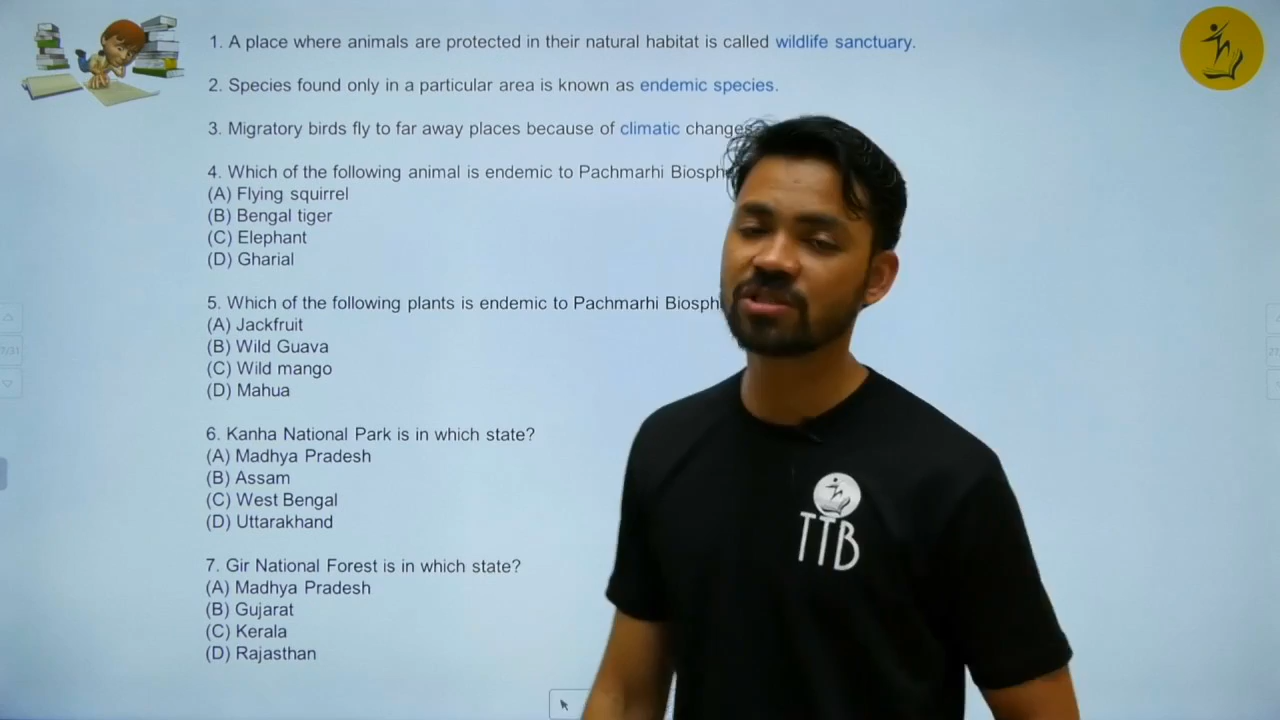 1. A place where animals are protected in their natural habitat is called wildlife sanctuary.
2. Species found only in a particular area is known as endemic species.
3. Migratory birds fly to far away places because of climatic changes
4. Which of the following animal is endemic to Pachmarhi Biosph
(A) Flying squirrel
(B) Bengal tiger
(C) Elephant
(D) Gharial
5. Which of the following plants is endemic to Pachmarhi Biosph
(A) Jackfruit
(B) Wild Guava
(C) Wild mango
(D) Mahua
6. Kanha National Park is in which state?
(A) Madhya Pradesh
(B) Assam
(C) West Bengal
(D) Uttarakhand
7. Gir National Forest is in which state?
(A) Madhya Pradesh
(B) Gujarat
(C) Kerala
(D) Rajasthan
TTB